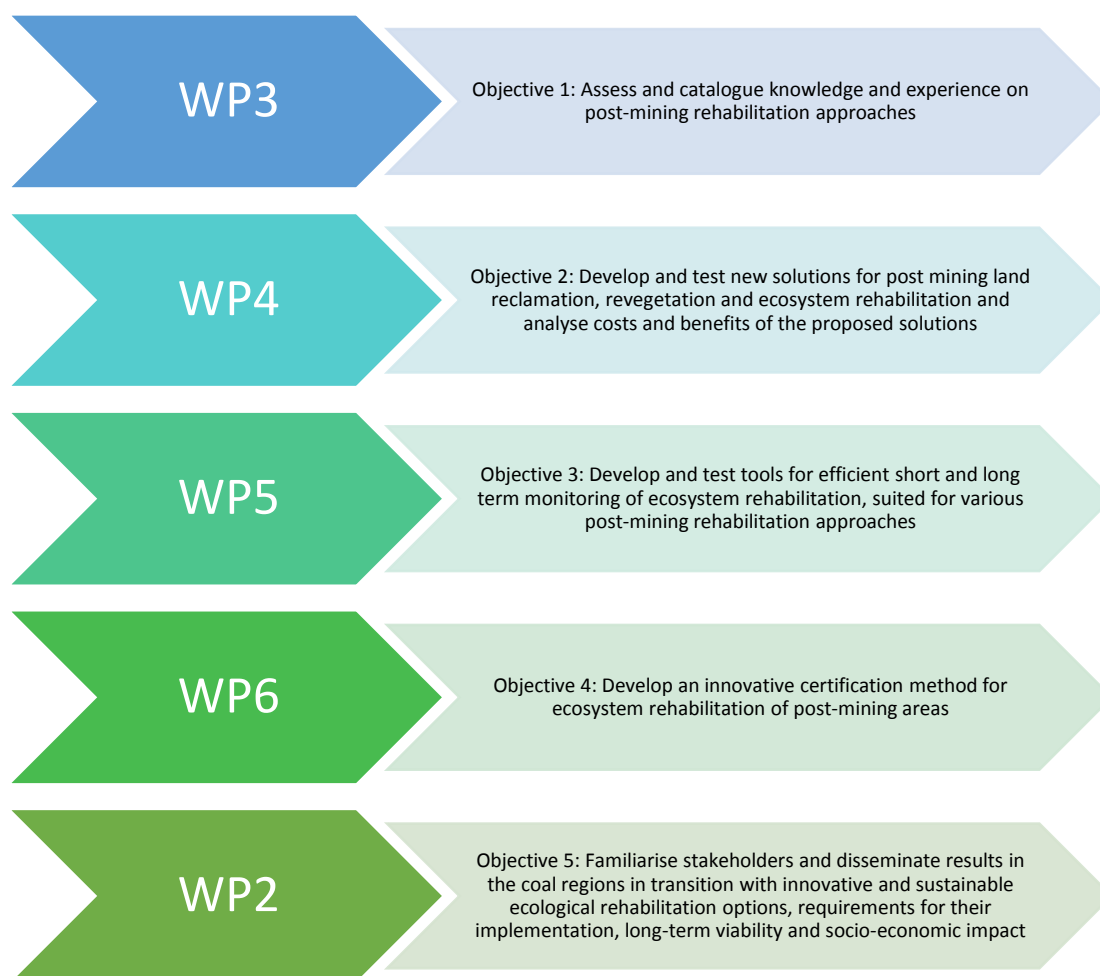 WP3
Objective 1: Assess and catalogue knowledge and experience on
post-mining rehabilitation approaches
WP4
Objective 2: Develop and test new solutions for post mining land
reclamation, revegetation and ecosystem rehabilitation and
analyse costs and benefits of the proposed solutions
WP5
Objective 3: Develop and test tools for efficient short and long
term monitoring of ecosystem rehabilitation, suited for various
post-mining rehabilitation approaches
WP6
Objective 4: Develop an innovative certification method for
ecosystem rehabilitation of post-mining areas
WP2
Objective 5: Familiarise stakeholders and disseminate results in
the coal regions in transition with innovative and sustainable
ecological rehabilitation options, requirements for their
implementation, long-term viability and socio-economic impact